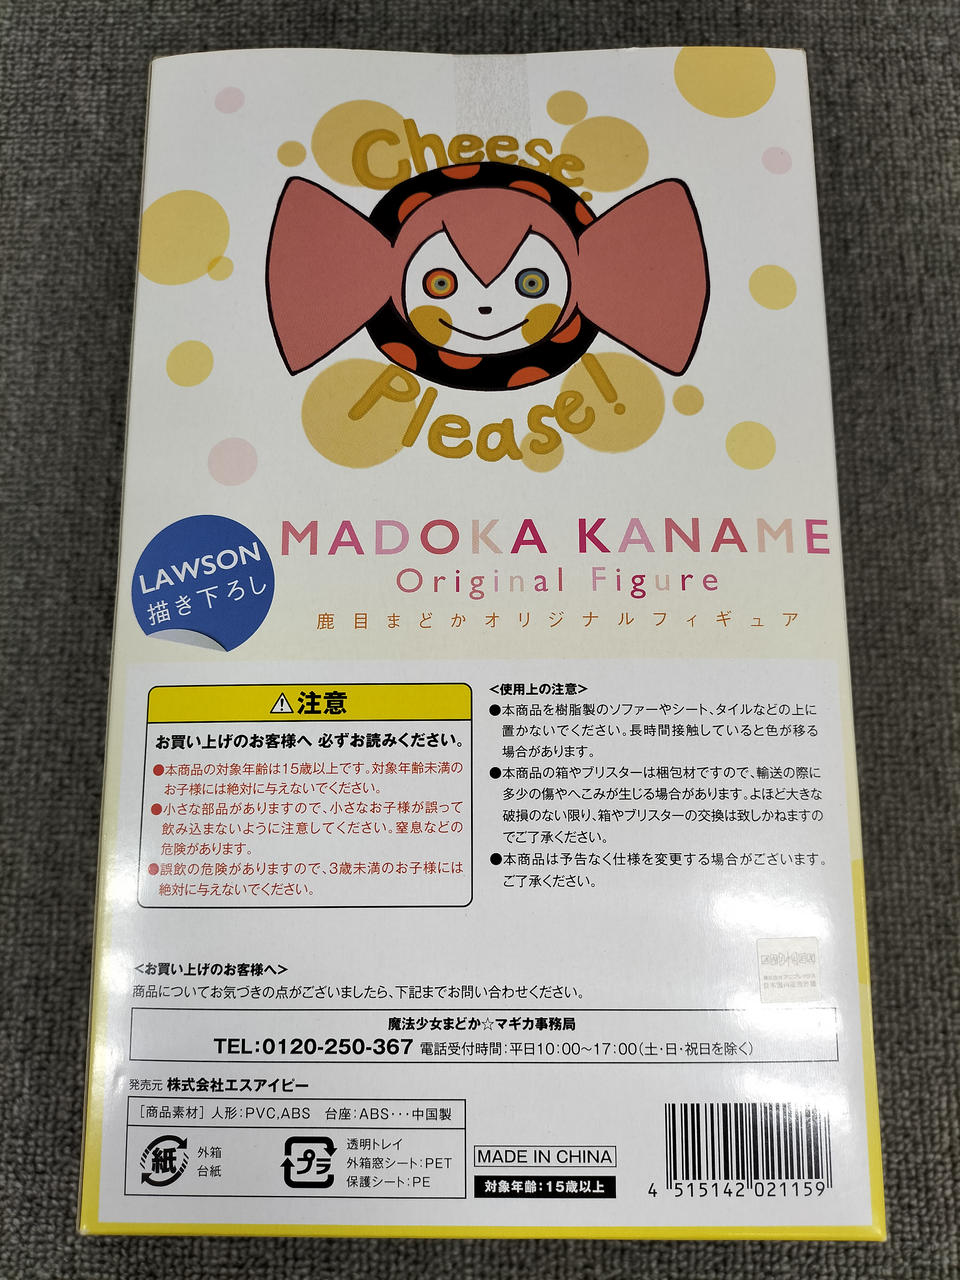 Cheese,
Please!
LAWSON
描き下ろし
MADOKA KANAME
Original Figure
鹿目まどかオリジナルフィギュア
⚠注意
お買い上げのお客様へ 必ずお読みください。
●本商品の対象年齢は15歳以上です。対象年齢未満の
お子様には絶対に与えないでください。
●小さな部品がありますので、小さなお子様が誤って
飲み込まないように注意してください。窒息などの
危険があります。
●誤飲の危険がありますので、3歳未満のお子様には
絶対に与えないでください。
<使用上の注意>
●本商品を樹脂製のソファーやシート、タイルなどの上に
置かないでください。長時間接触していると色が移る
場合があります。
●本商品の箱やブリスターは梱包材ですので、輸送の際に
多少の傷やへこみが生じる場合があります。よほど大きな
破損のない限り、箱やブリスターの交換は致しかねますの
でご了承ください。
●本商品は予告なく仕様を変更する場合がございます。
ご了承ください。
<お買い上げのお客様へ>
商品についてお気づきの点がございましたら、下記までお問い合わせください。
魔法少女まどか☆マギカ事務局
TEL:0120-250-367 電話受付時間:平日10:00〜17:00(土・日・祝日を除く)
発売元 株式会社エスアイピー
[商品素材] 人形:PVC,ABS 台座:ABS・・・中国製
紙
外箱
台紙
プラ
透明トレイ
外箱窓シート:PET
保護シート:PE
MADE IN CHINA
対象年齢:15歳以上
4 515142 021159